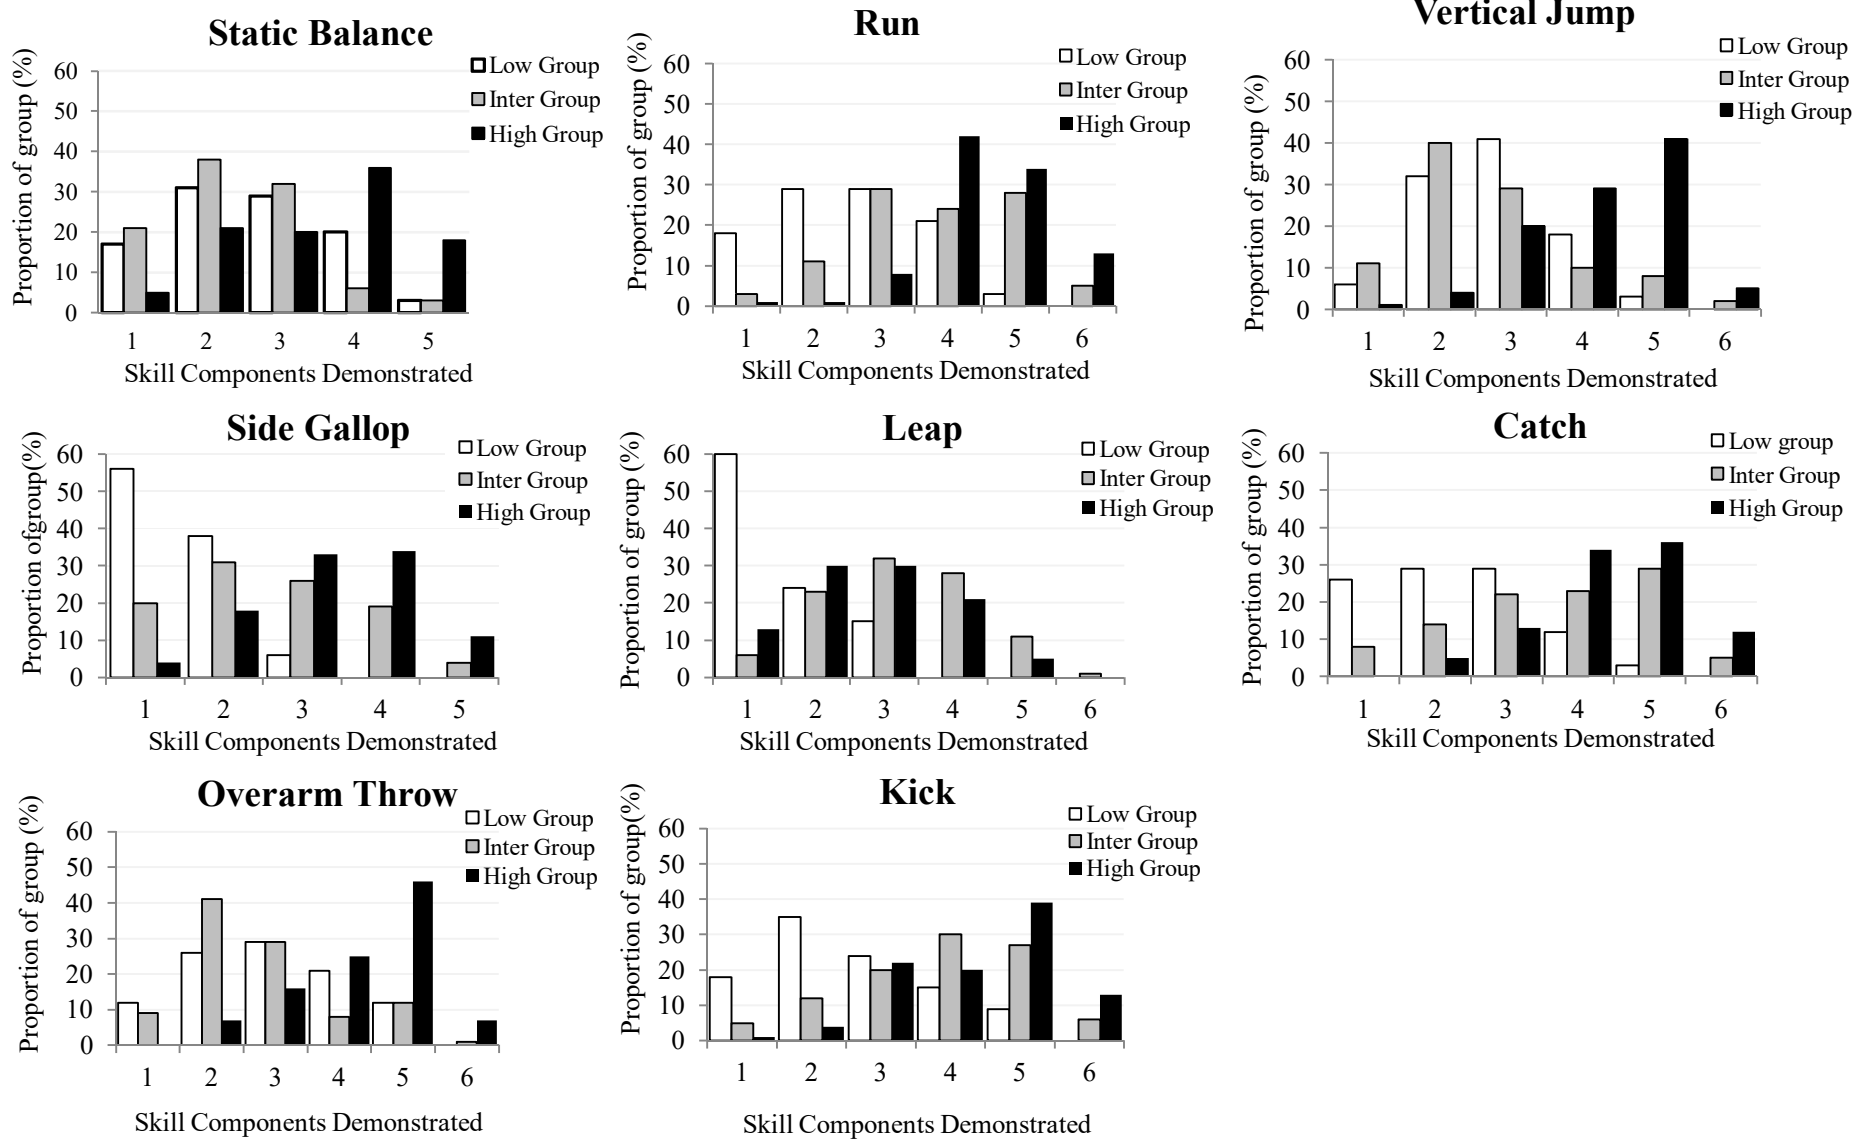 Static Balance
Low Group
Inter Group
High Group
Proportion of group (%)
60
50
40
30
20
10
0
1 2 3 4 5
Skill Components Demonstrated
Run
Low Group
Inter Group
High Group
Proportion of group (%)
60
50
40
30
20
10
0
1 2 3 4 5 6
Skill Components Demonstrated
Vertical Jump
Low Group
Inter Group
High Group
Proportion of group (%)
60
50
40
30
20
10
0
1 2 3 4 5 6
Skill Components Demonstrated
Side Gallop
Low Group
Inter Group
High Group
Proportion ofgroup(%)
60
50
40
30
20
10
0
1 2 3 4 5
Skill Components Demonstrated
Leap
Low Group
Inter Group
High Group
Proportion of group (%)
60
50
40
30
20
10
0
1 2 3 4 5 6
Skill Components Demonstrated
Catch
Low group
Inter Group
High Group
Proportion of group (%)
60
50
40
30
20
10
0
1 2 3 4 5 6
Skill Components Demonstrated
Overarm Throw
Low Group
Inter Group
High Group
Proportion of group (%)
60
50
40
30
20
10
0
1 2 3 4 5 6
Skill Components Demonstrated
Kick
Low Group
Inter Group
High Group
Proportion of group(%)
60
50
40
30
20
10
0
1 2 3 4 5 6
Skill Components Demonstrated